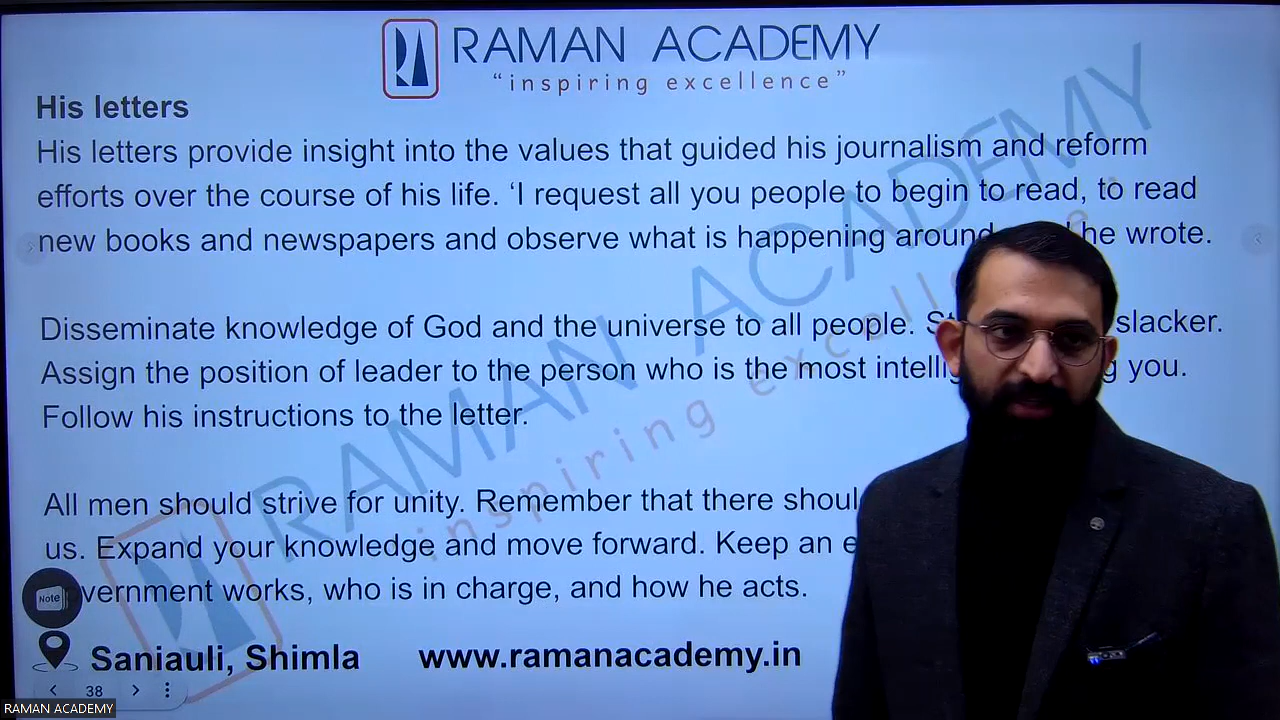 RAMAN ACADEMY
“inspiring excellence”
His letters
His letters provide insight into the values that guided his journalism and reform
efforts over the course of his life. ‘I request all you people to begin to read, to read
new books and newspapers and observe what is happening around he wrote.
Disseminate knowledge of God and the universe to all people. slacker.
Assign the position of leader to the person who is the most you.
Follow his instructions to the letter.
All men should strive for unity. Remember that there
us. Expand your knowledge and move forward. Keep an
works, who is in charge, and how he acts.
Note
Saniauli, Shimla www.ramanacademy.in
38
RAMAN ACADEMY
RAMAN ACADEMY
inspiring excelle